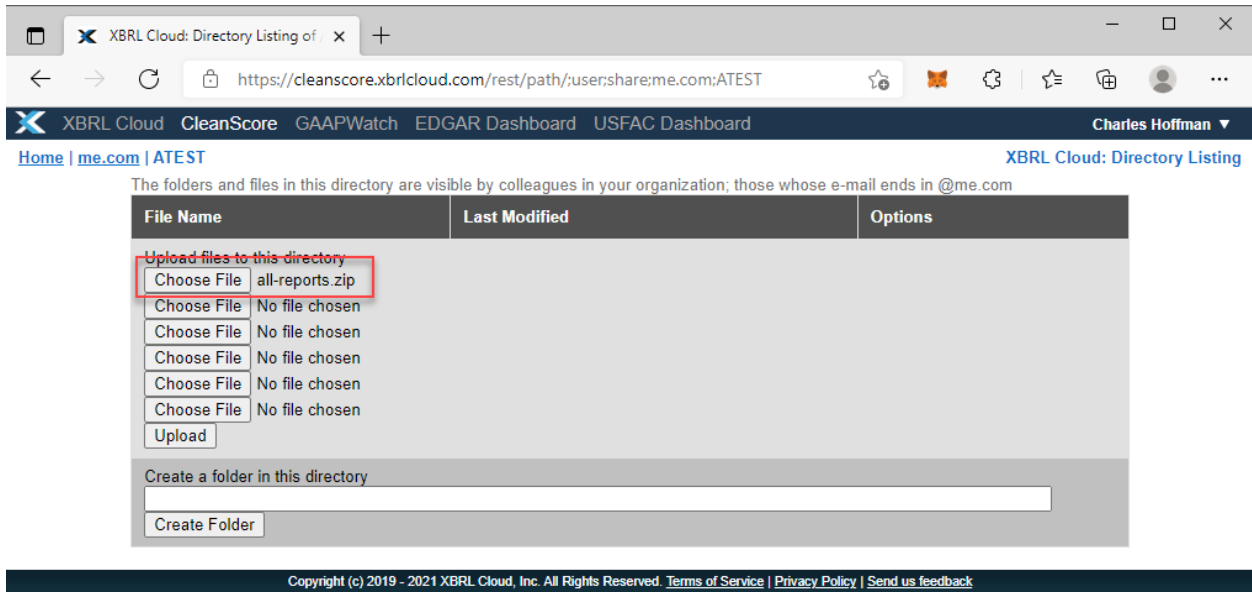 XBRL Cloud: Directory Listing of
https://cleanscore.xbrlcloud.com/rest/path/;user;share;me.com;ATEST
XBRL Cloud CleanScore GAAPWatch EDGAR Dashboard USFAC Dashboard Charles Hoffman ▼
Home | me.com | ATEST XBRL Cloud: Directory Listing
The folders and files in this directory are visible by colleagues in your organization; those whose e-mail ends in @me.com
File Name Last Modified Options
Upload files to this directory
Choose File all-reports.zip
Choose File No file chosen
Choose File No file chosen
Choose File No file chosen
Choose File No file chosen
Choose File No file chosen
Upload
Create a folder in this directory
Create Folder
Copyright (c) 2019 - 2021 XBRL Cloud, Inc. All Rights Reserved. Terms of Service | Privacy Policy | Send us feedback